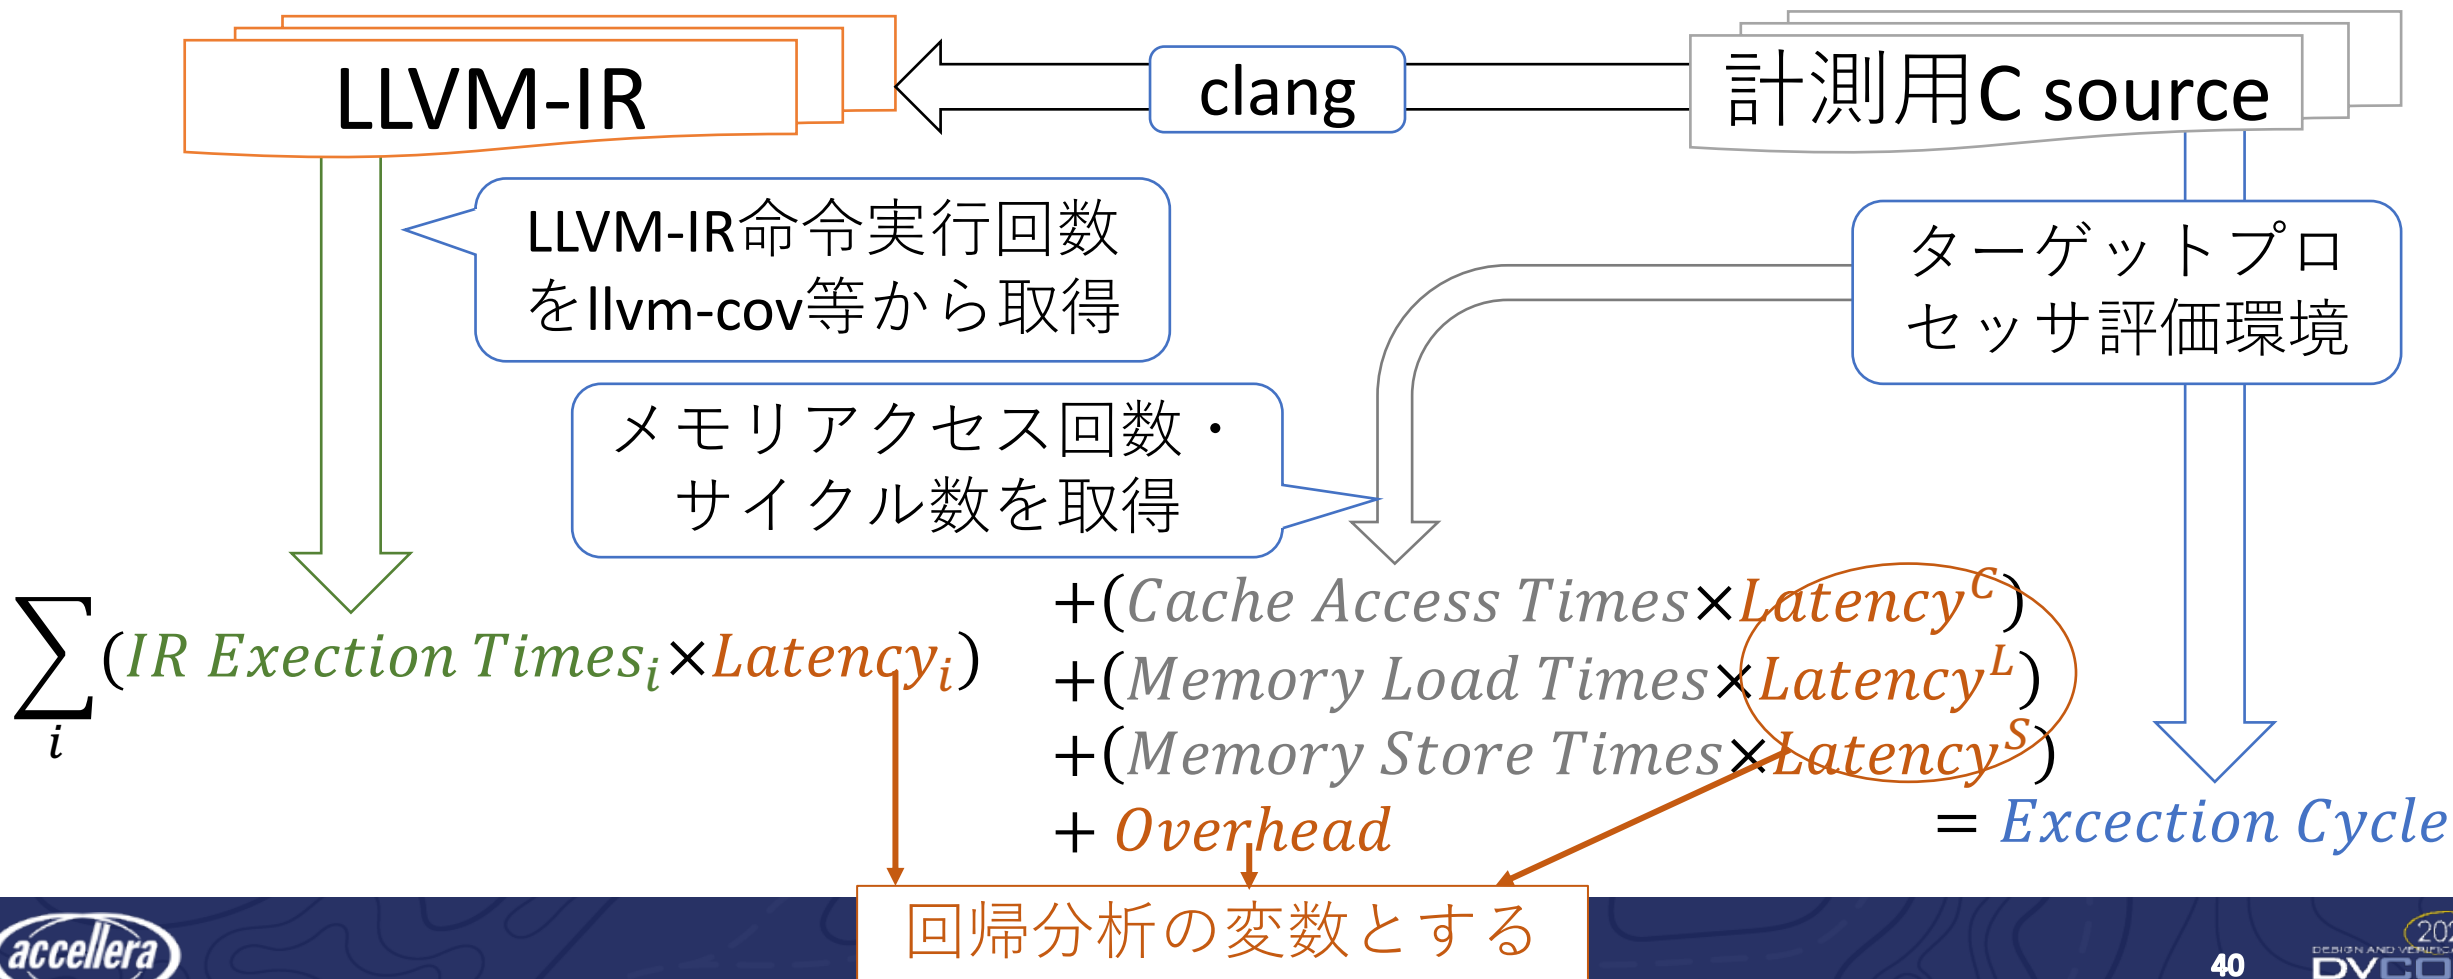 LLVM-IR
clang
計測用C source
LLVM-IR命令実行回数
をllvm-cov等から取得
ターゲットプロ
セッサ評価環境
メモリアクセス回数・
サイクル数を取得
∑_i (IR Exection Times_i×Latency_i)
+(Cache Access Times×Latency^C)
+(Memory Load Times×Latency^L)
+(Memory Store Times×Latency^S)
+ Overhead
= Excection Cycle
回帰分析の変数とする
accellera
40